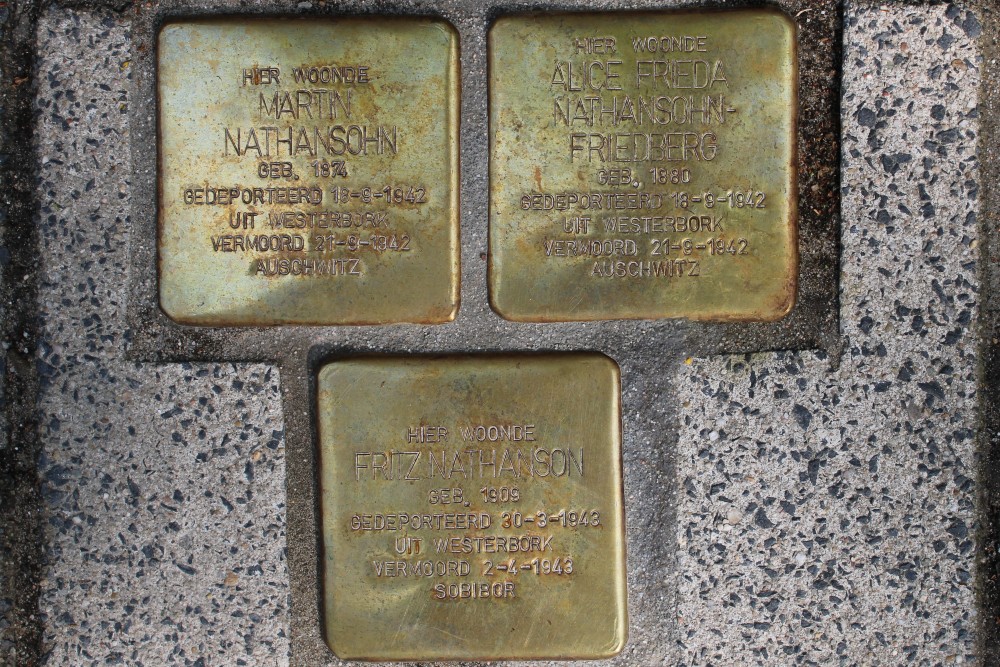 HIER WOONDE
MARTIN
NATHANSOHN
GEB. 1874
GEDEPORTEERD 18-9-1942
UIT WESTERBORK
VERMOORD 21-9-1942
AUSCHWITZ
HIER WOONDE
ALICE FRIEDA
NATHANSOHN-
FRIEDBERG
GEB. 1880
GEDEPORTEERD 18-9-1942
UIT WESTERBORK
VERMOORD 21-9-1942
AUSCHWITZ
HIER WOONDE
FRITZ NATHANSON
GEB. 1909
GEDEPORTEERD 30-3-1943
UIT WESTERBORK
VERMOORD 2-4-1943
SOBIBOR